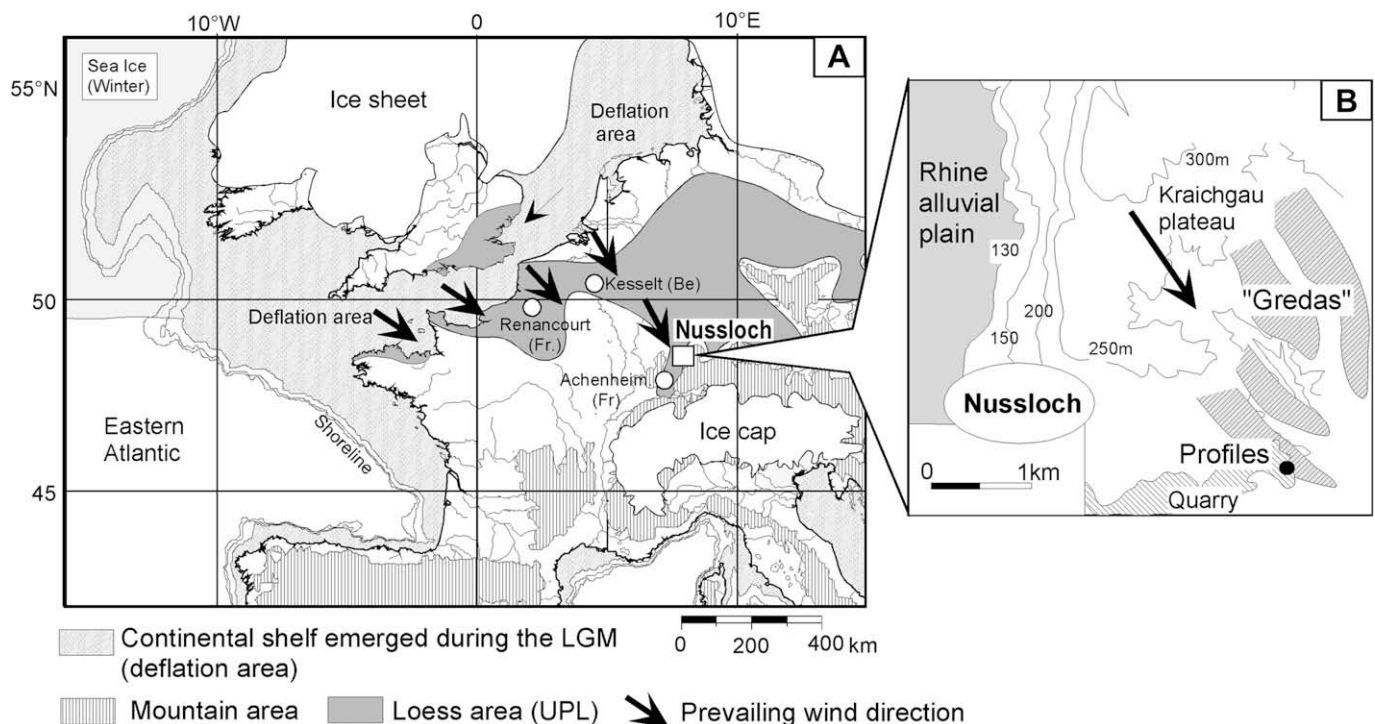 10°W
0
10°E
55°N
50
45
A
Sea Ice
(Winter)
Ice sheet
Deflation
area
Kesselt (Be)
Deflation area
Renancourt
(Fr.)
Nussloch
Achenheim
(Fr)
Ice cap
Eastern
Atlantic
Shoreline
B
Rhine
alluvial
plain
300m
Kraichgau
plateau
130
200
150
250m
"Gredas"
Nussloch
Profiles
0 1km
Quarry
Continental shelf emerged during the LGM
(deflation area)
0 200 400 km
Mountain area
Loess area (UPL)
Prevailing wind direction